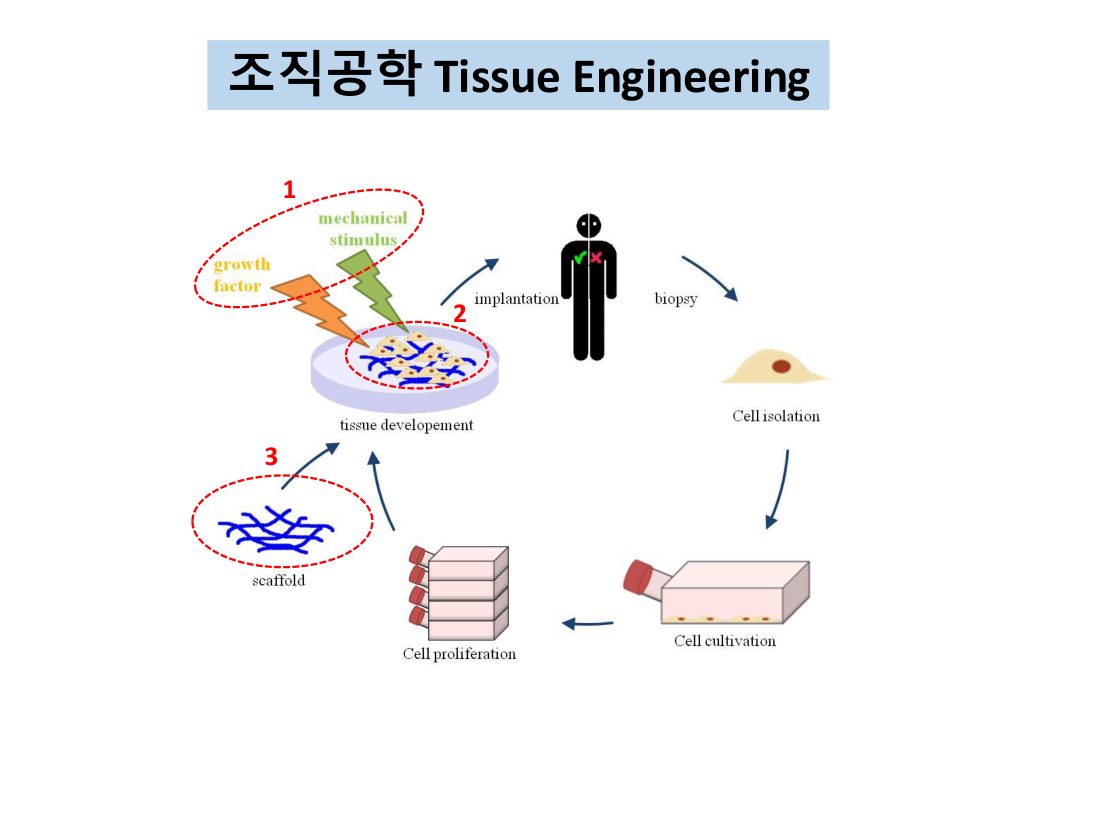 조직공학 Tissue Engineering
1
mechanical
stimulus
growth
factor
implantation
biopsy
2
Cell isolation
tissue developement
3
scaffold
Cell proliferation
Cell cultivation